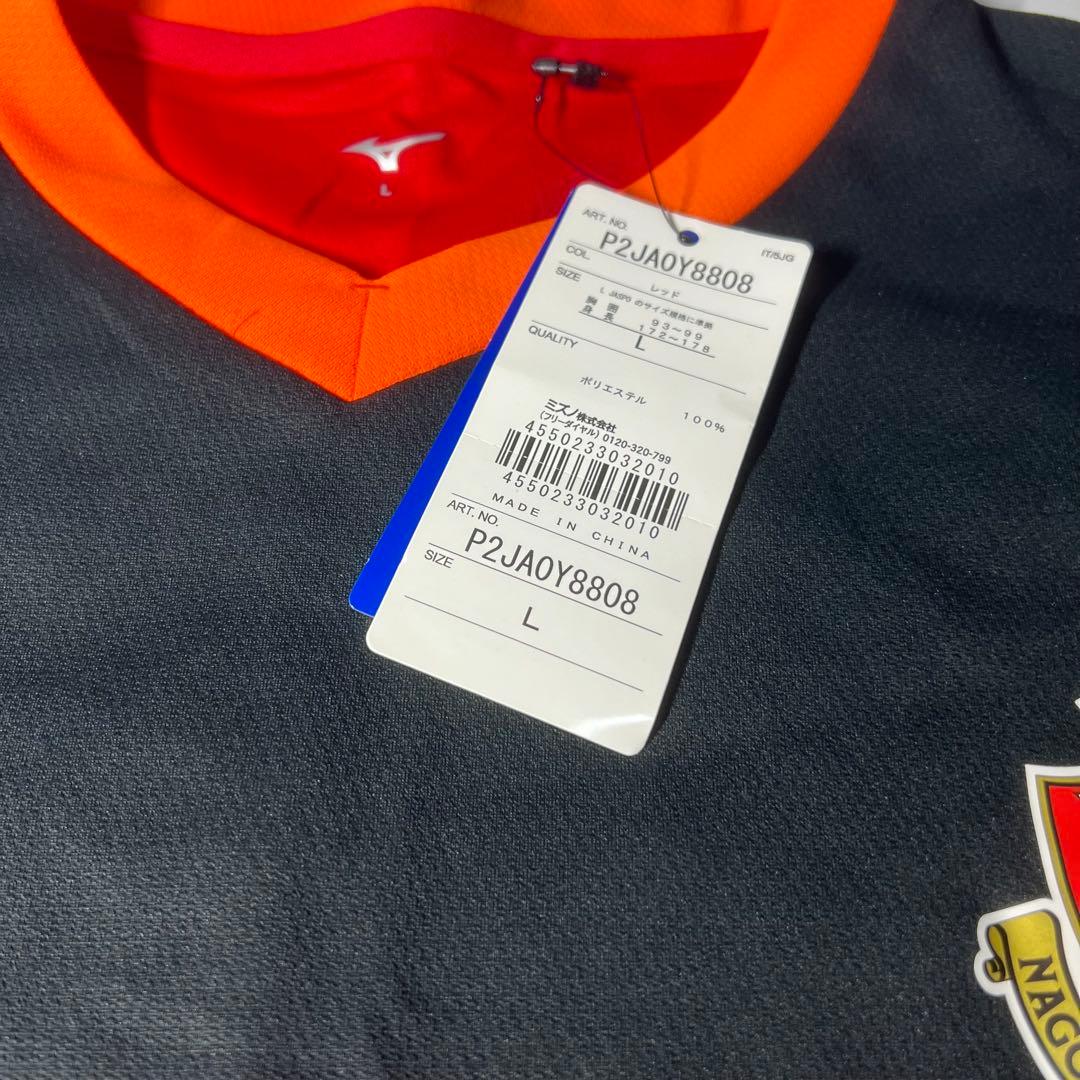 L
ART. NO.
P2JA0Y8808
IT/5JG
COL.
レッド
SIZE
L JASPO のサイズ規格に準拠
胸囲 93～99
身長 172～178
L
QUALITY
ポリエステル 100%
ミズノ株式会社
(フリーダイヤル) 0120-320-799
4550233032010
4550233032010
MADE IN CHINA
ART. NO.
P2JA0Y8808
SIZE
L
NAGO